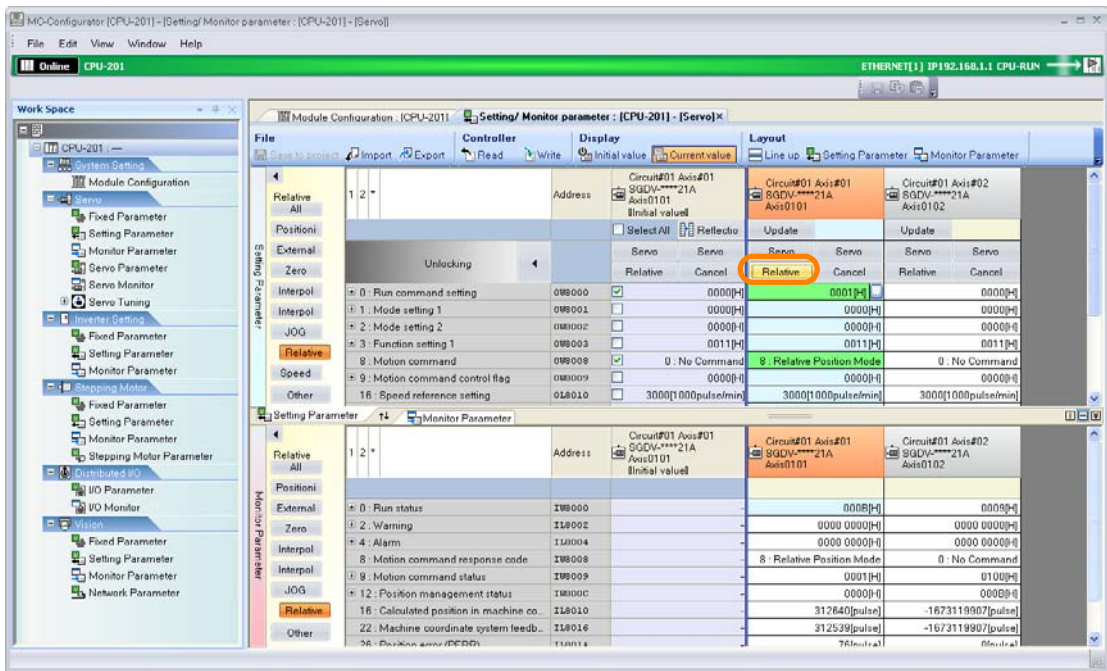 MC-Configurator [CPU-201] - [Setting/ Monitor parameter : [CPU-201] - [Servo]]
File Edit View Window Help
Online CPU-201 ETHERNET[1] IP192.168.1.1 CPU-RUN
Work Space
CPU-201 : ---
System Setting
Module Configuration
Servo
Fixed Parameter
Setting Parameter
Monitor Parameter
Servo Parameter
Servo Monitor
Servo Tuning
Inverter Setting
Fixed Parameter
Setting Parameter
Monitor Parameter
Stepping Motor
Fixed Parameter
Setting Parameter
Monitor Parameter
Stepping Motor Parameter
Distributed I/O
I/O Parameter
I/O Monitor
Vision
Fixed Parameter
Setting Parameter
Monitor Parameter
Network Parameter
Module Configuration : [CPU-201] Setting/ Monitor parameter : [CPU-201] - [Servo]×
File Controller Display Layout
Save to project Import Export Read Write Initial value Current value Line up Setting Parameter Monitor Parameter
Setting Parameter
Relative
All
Positioni
External
Zero
Interpol
Interpol
JOG
Relative
Speed
Other
1 2 + Address Circuit#01 Axis#01 SGDV-****21A Axis0101 [Initial value] Circuit#01 Axis#01 SGDV-****21A Axis0101 Circuit#01 Axis#02 SGDV-****21A Axis0102
Select All Reflectio Update Update
Unlocking Servo Servo Servo Servo Servo Servo
Relative Cancel Relative Cancel Relative Cancel
0 : Run command setting OW8000 0000[H] 0001[H] 0000[H]
1 : Mode setting 1 OW8001 0000[H] 0000[H] 0000[H]
2 : Mode setting 2 OW8002 0000[H] 0000[H] 0000[H]
3 : Function setting 1 OW8003 0011[H] 0011[H] 0011[H]
8 : Motion command OW8008 0 : No Command 8 : Relative Position Mode 0 : No Command
9 : Motion command control flag OW8009 0000[H] 0000[H] 0000[H]
16 : Speed reference setting OL8010 3000[1000pulse/min] 3000[1000pulse/min] 3000[1000pulse/min]
Setting Parameter Monitor Parameter
Monitor Parameter
Relative
All
Positioni
External
Zero
Interpol
Interpol
JOG
Relative
Other
1 2 + Address Circuit#01 Axis#01 SGDV-****21A Axis0101 [Initial value] Circuit#01 Axis#01 SGDV-****21A Axis0101 Circuit#01 Axis#02 SGDV-****21A Axis0102
0 : Run status IW8000 - 000B[H] 0009[H]
2 : Warning IL8002 - 0000 0000[H] 0000 0000[H]
4 : Alarm IL8004 - 0000 0000[H] 0000 0000[H]
8 : Motion command response code IW8008 - 8 : Relative Position Mode 0 : No Command
9 : Motion command status IW8009 - 0001[H] 0100[H]
12 : Position management status IW800C - 0000[H] 000B[H]
16 : Calculated position in machine co... IL8010 - 312640[pulse] -1673119907[pulse]
22 : Machine coordinate system feedb... IL8016 - 312539[pulse] -1673119907[pulse]
26 : Position error (PERR) IL801A 76[pulse] 0[pulse]